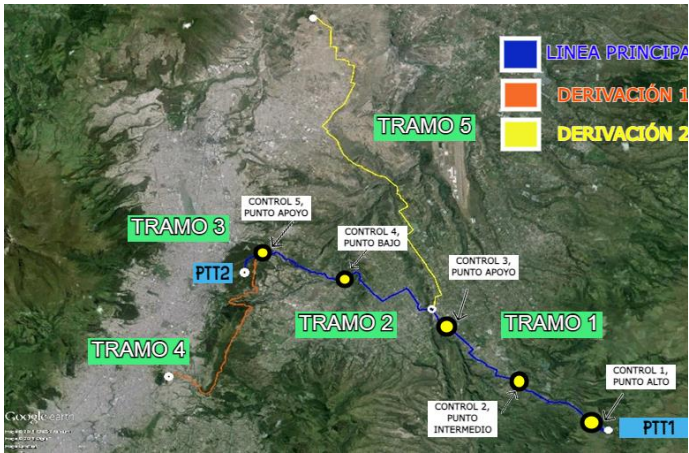 LINEA PRINCIPA
DERIVACIÓN 1
DERIVACIÓN 2
TRAMO 5
CONTROL 5,
PUNTO APOYO
TRAMO 3
CONTROL 4,
PUNTO BAJO
PTT2
CONTROL 3,
PUNTO APOYO
TRAMO 2
TRAMO 1
TRAMO 4
CONTROL 1,
PUNTO ALTO
CONTROL 2,
PUNTO
INTERMEDIO
PTT1
Google earth